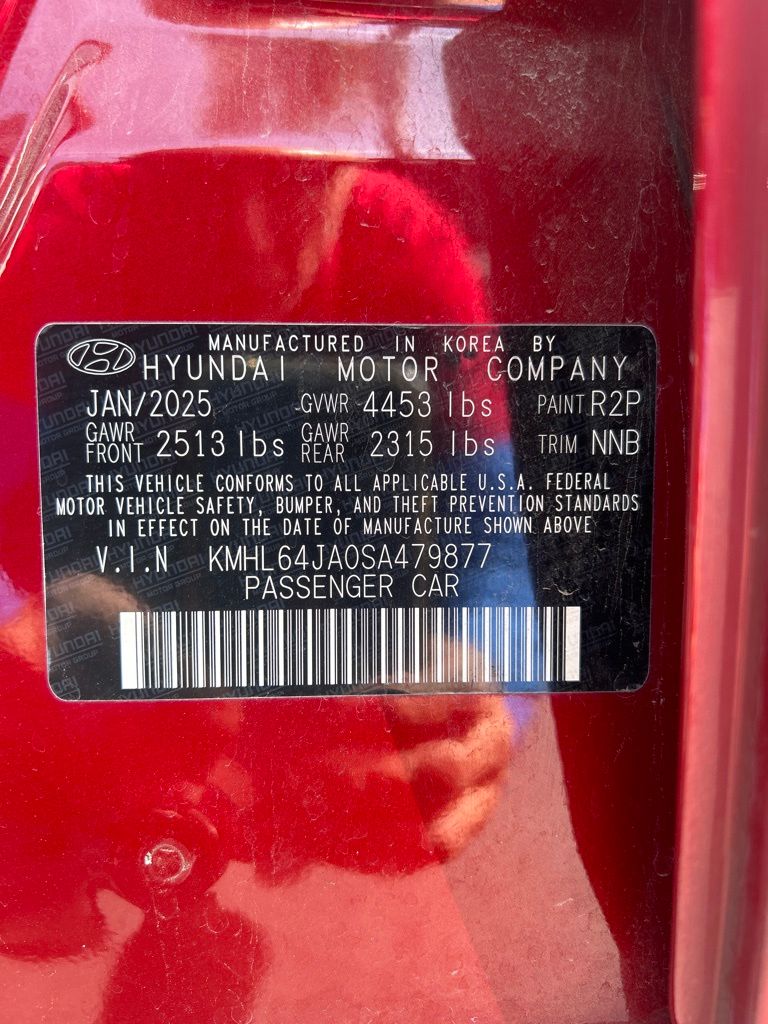 MANUFACTURED IN KOREA BY
HYUNDAI MOTOR COMPANY
JAN/2025 GVWR 4453 lbs PAINT R2P
GAWR FRONT 2513 lbs GAWR REAR 2315 lbs TRIM NNB
THIS VEHICLE CONFORMS TO ALL APPLICABLE U.S.A. FEDERAL
MOTOR VEHICLE SAFETY, BUMPER, AND THEFT PREVENTION STANDARDS
IN EFFECT ON THE DATE OF MANUFACTURE SHOWN ABOVE
V.I.N KMHL64JA0SA479877
PASSENGER CAR